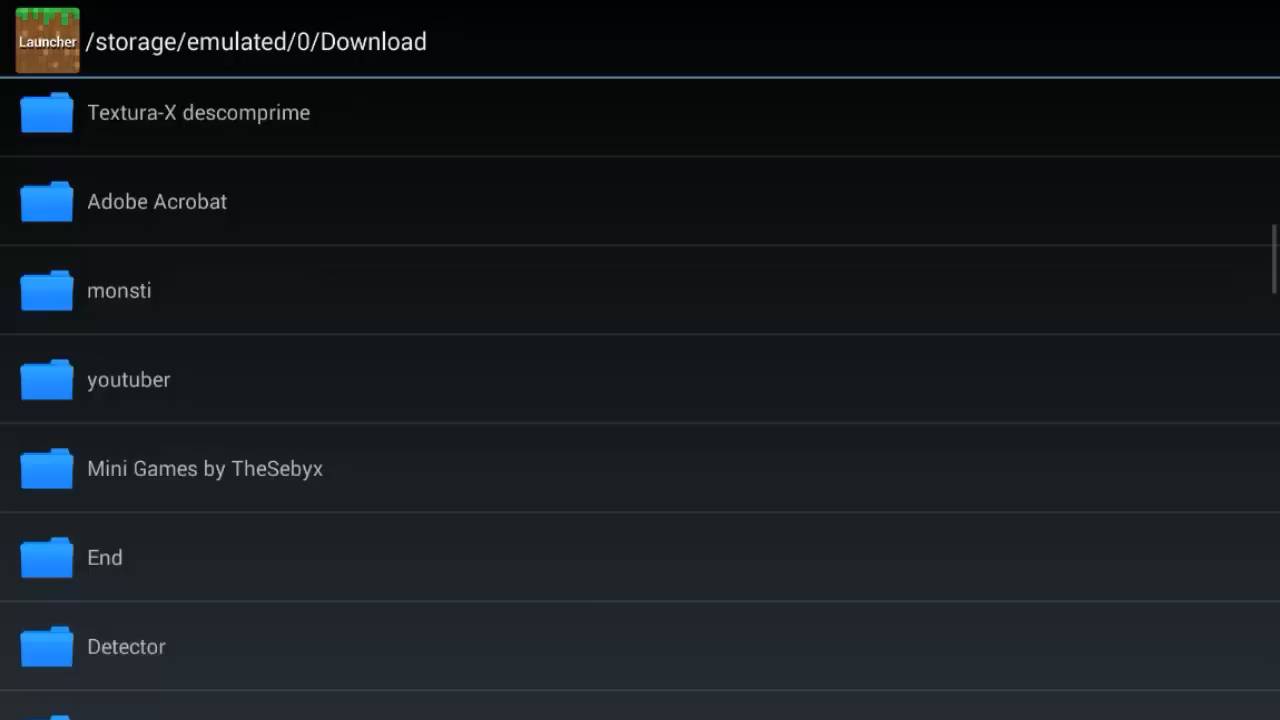 Launcher
/storage/emulated/0/Download
Textura-X descomprime
Adobe Acrobat
monsti
youtuber
Mini Games by TheSebyx
End
Detector